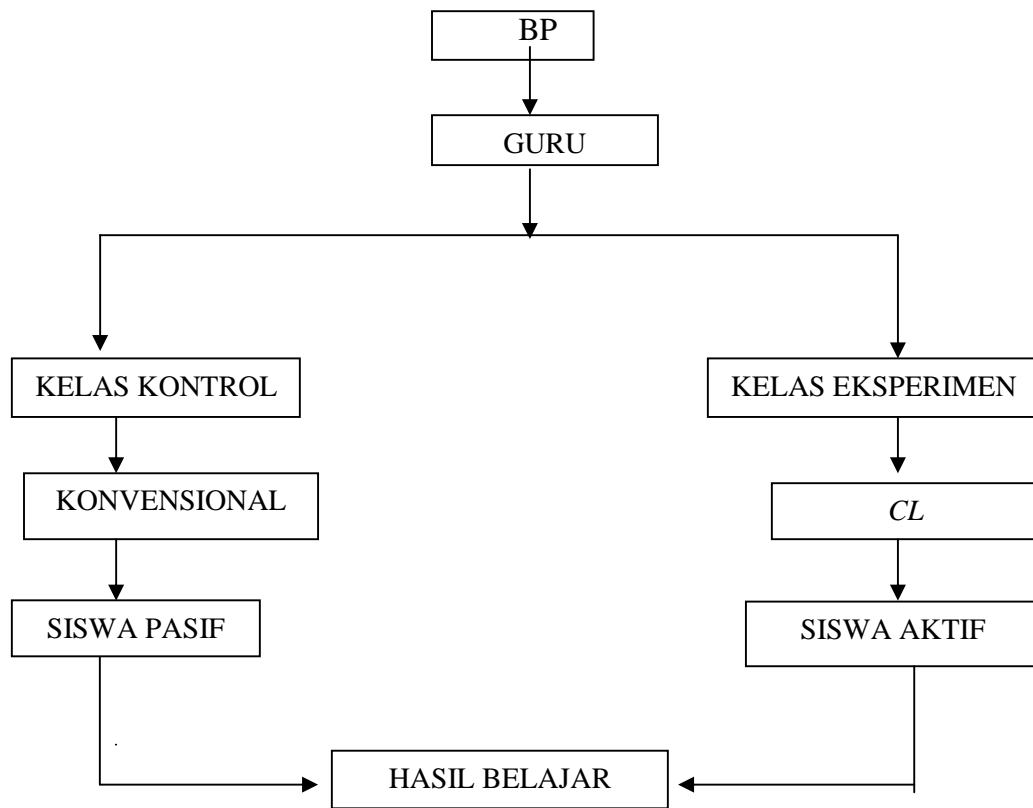 BP
GURU
KELAS KONTROL
KELAS EKSPERIMEN
KONVENSIONAL
CL
SISWA PASIF
SISWA AKTIF
HASIL BELAJAR